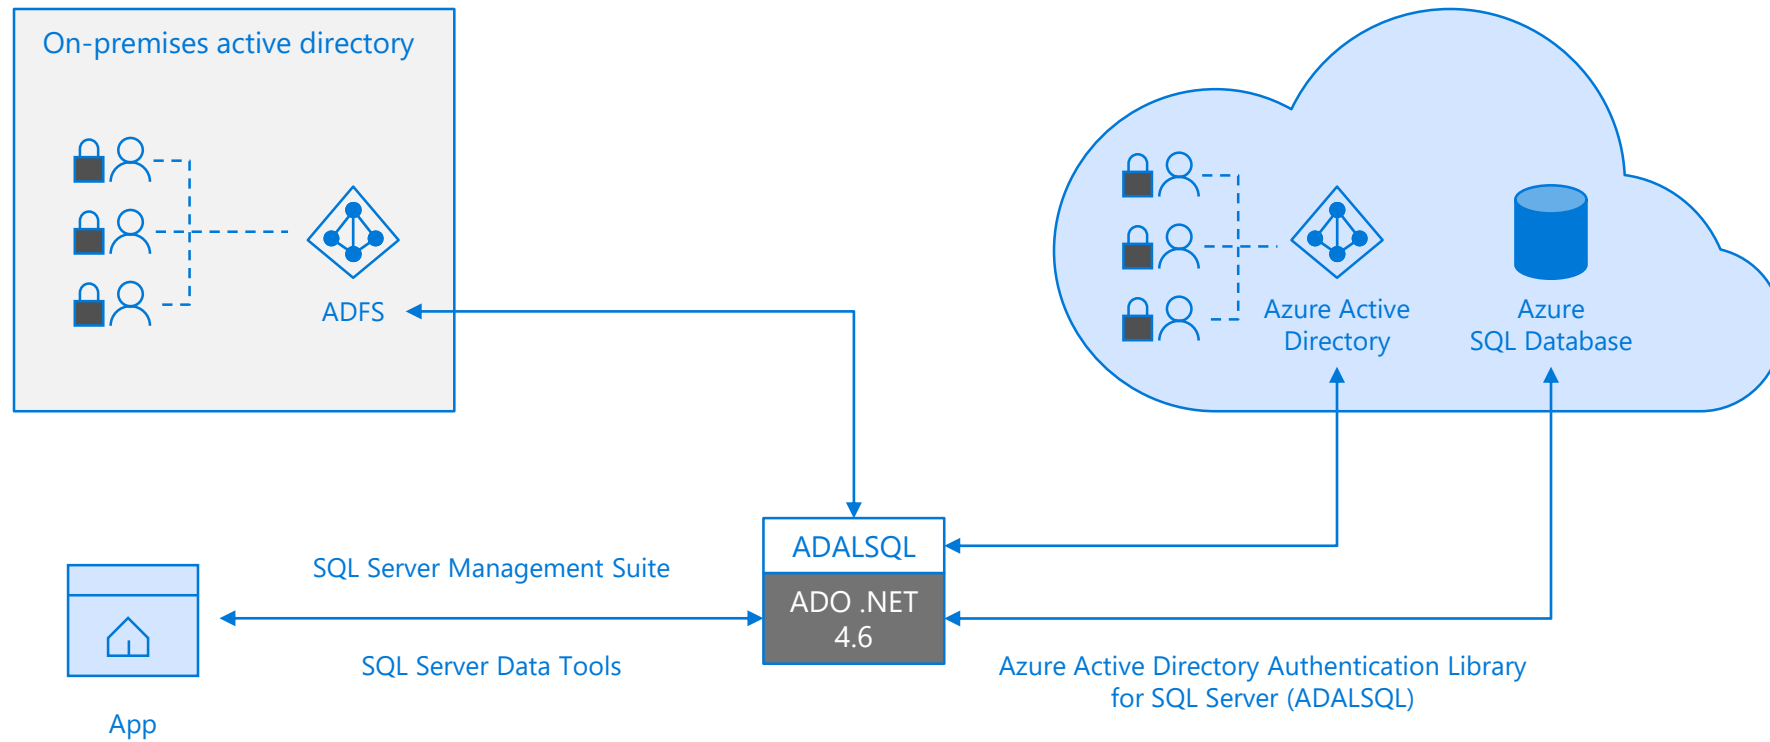 On-premises active directory
ADFS
Azure Active
Directory
Azure
SQL Database
ADALSQL
ADO .NET
4.6
SQL Server Management Suite
SQL Server Data Tools
App
Azure Active Directory Authentication Library
for SQL Server (ADALSQL)